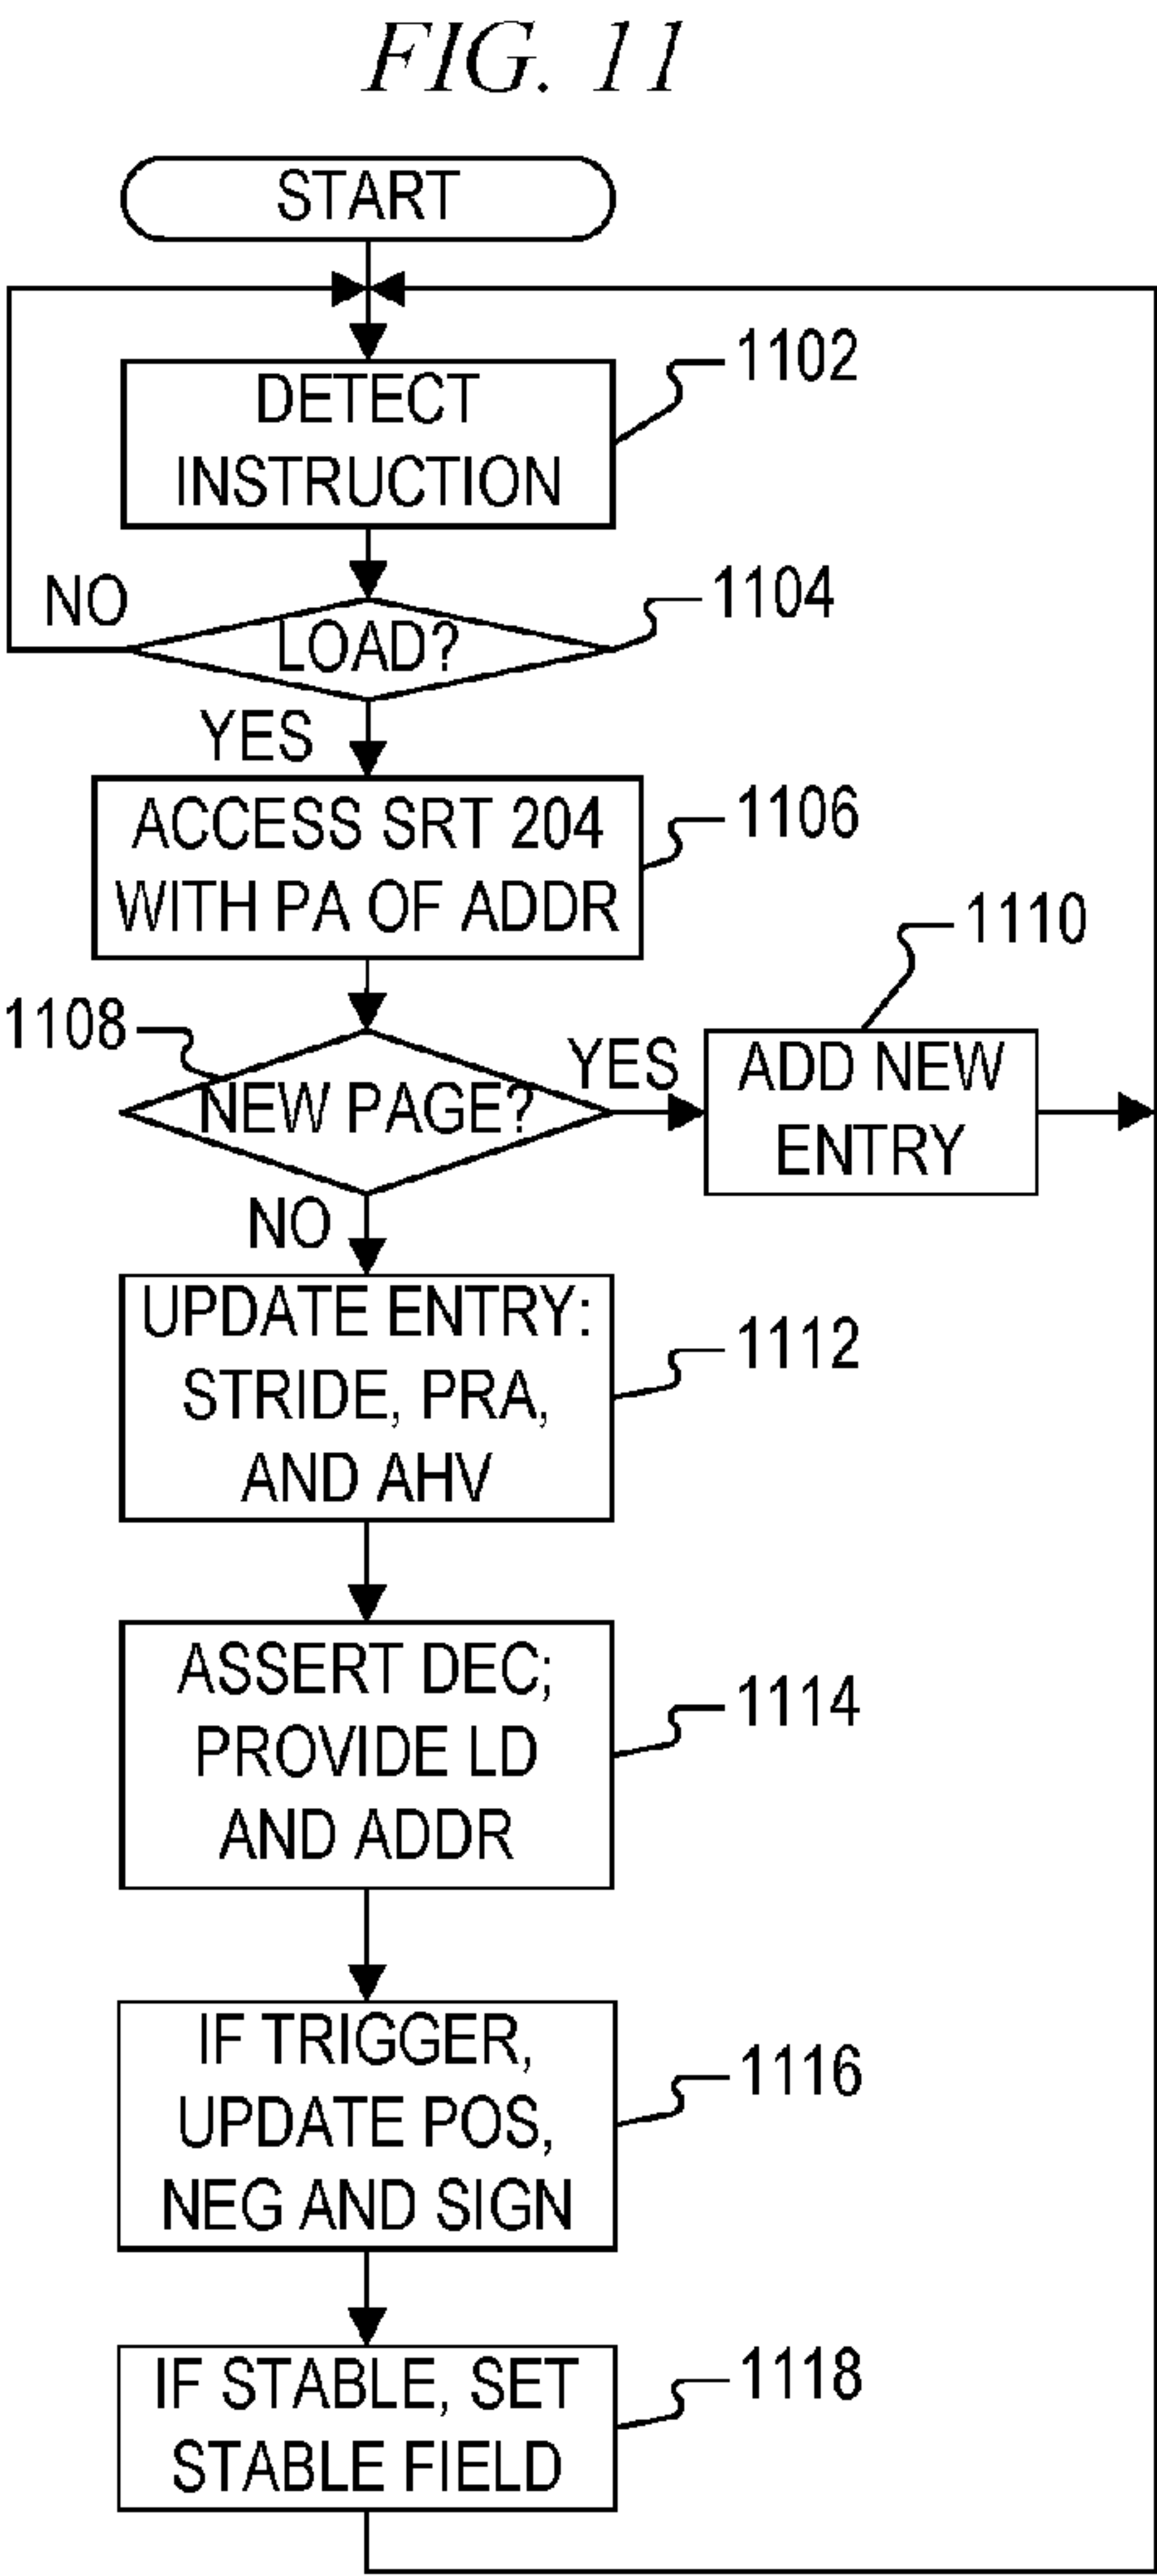 FIG. 11
START
DETECT
INSTRUCTION
1102
NO
LOAD?
1104
YES
ACCESS SRT 204
WITH PA OF ADDR
1106
1110
1108
NEW PAGE?
YES
ADD NEW
ENTRY
NO
UPDATE ENTRY:
STRIDE, PRA,
AND AHV
1112
ASSERT DEC;
PROVIDE LD
AND ADDR
1114
IF TRIGGER,
UPDATE POS,
NEG AND SIGN
1116
IF STABLE, SET
STABLE FIELD
1118